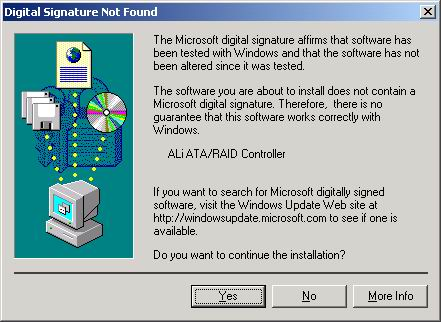 Digital Signature Not Found
The Microsoft digital signature affirms that software has
been tested with Windows and that the software has not
been altered since it was tested.
The software you are about to install does not contain a
Microsoft digital signature. Therefore,  there is no
guarantee that this software works correctly with
Windows.
ALi ATA/RAID Controller
If you want to search for Microsoft digitally signed
software, visit the Windows Update Web site at
http://windowsupdate.microsoft.com to see if one is
available.
Do you want to continue the installation?
Yes No More Info